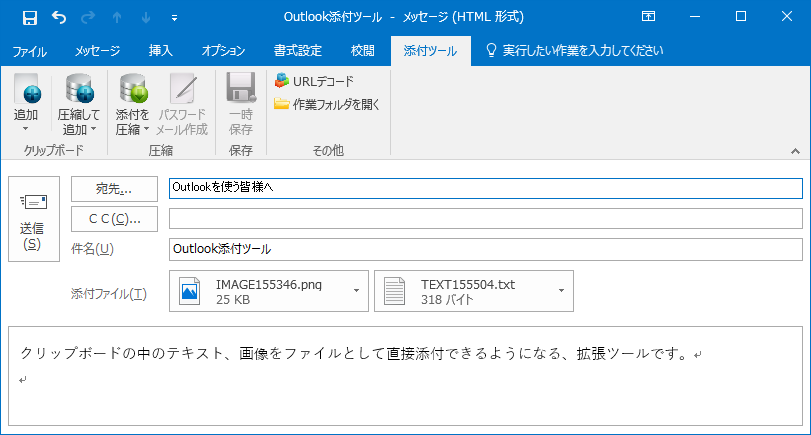 Outlook添付ツール - メッセージ (HTML 形式)
ファイル メッセージ 挿入 オプション 書式設定 校閲 添付ツール 実行したい作業を入力してください
追加
圧縮して
追加
クリップボード
添付を
圧縮
パスワード
メール作成
圧縮
一時
保存
保存
URLデコード
作業フォルダを開く
その他
送信
(S)
宛先...
Outlookを使う皆様へ
ＣＣ(C)...
件名(U)
Outlook添付ツール
添付ファイル(T)
IMAGE155346.png
25 KB
TEXT155504.txt
318 バイト
クリップボードの中のテキスト、画像をファイルとして直接添付できるようになる、拡張ツールです。